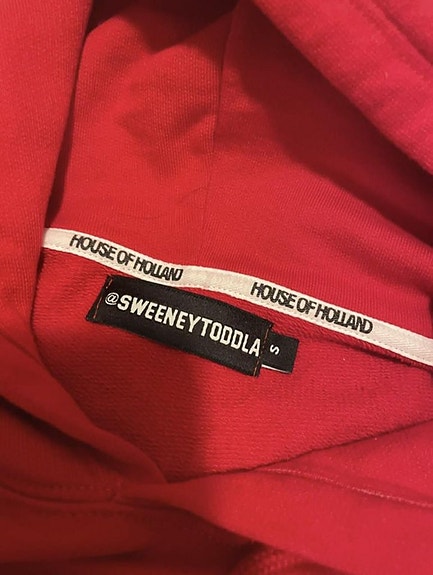 HOUSE OF HOLLAND
HOUSE OF HOLLAND
@SWEENEYTODDLA
S